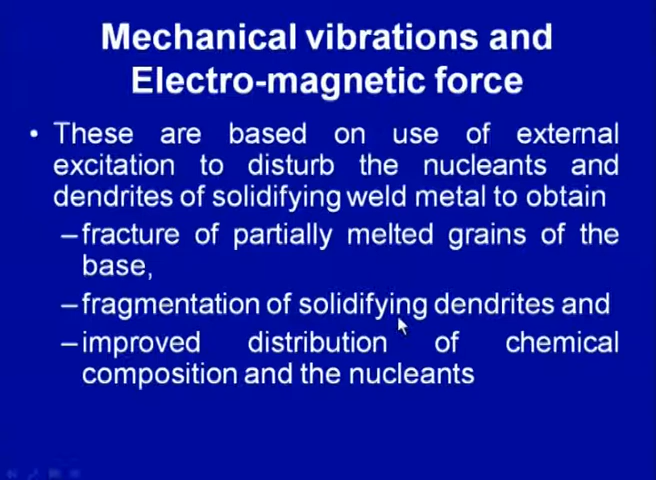 Mechanical vibrations and
Electro-magnetic force
• These are based on use of external
excitation to disturb the nucleants and
dendrites of solidifying weld metal to obtain
–fracture of partially melted grains of the
base,
–fragmentation of solidifying dendrites and
–improved distribution of chemical
composition and the nucleants